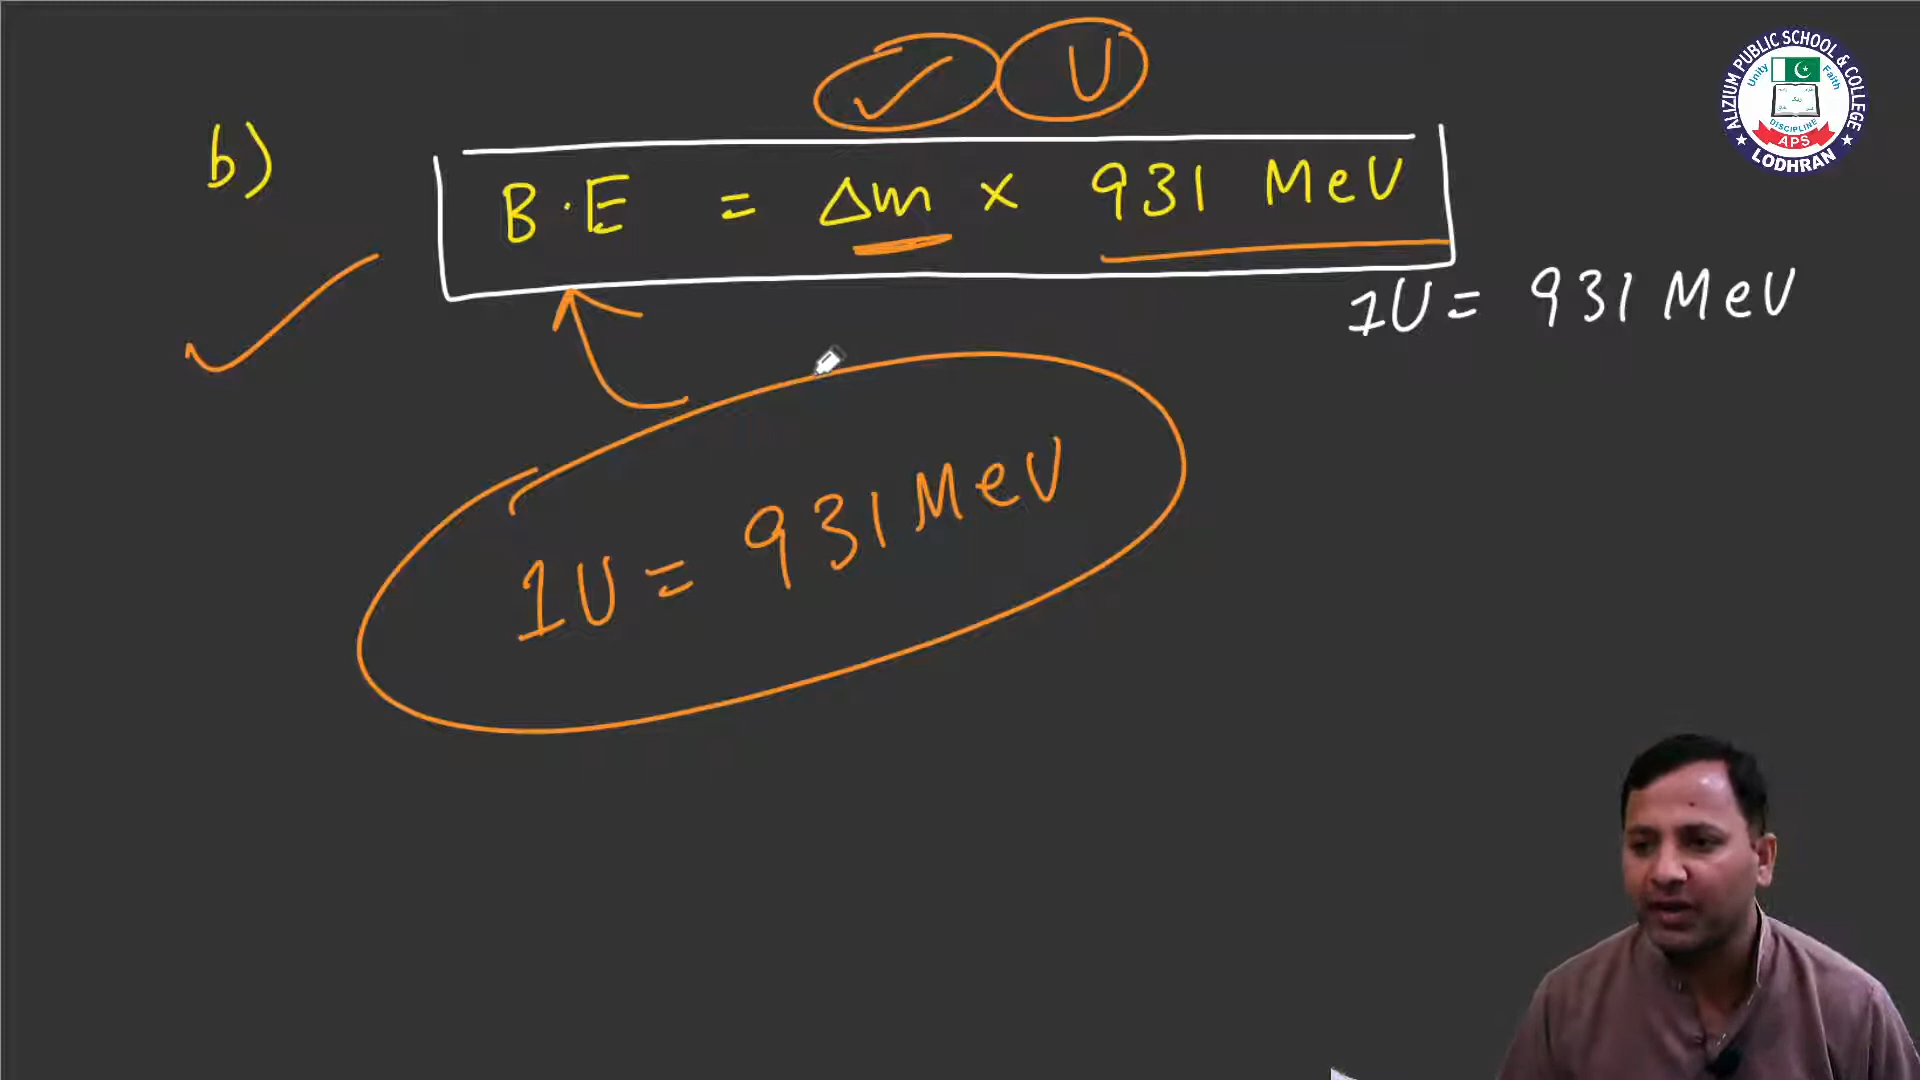 U
b)
B.E = Δm × 931 MeV
1U = 931 MeV
1U = 931 MeV
ALIZIUM PUBLIC SCHOOL & COLLEGE
Unity
Faith
DISCIPLINE
APS
LODHRAN